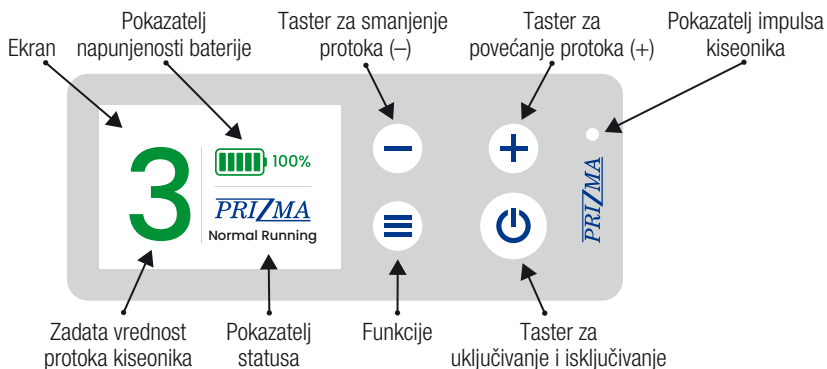 Ekran
Pokazatelj
napunjenosti baterije
Taster za smanjenje
protoka (–)
Taster za
povećanje protoka (+)
Pokazatelj impulsa
kiseonika
3
100%
PRIZMA
Normal Running
PRIZMA
Zadata vrednost
protoka kiseonika
Pokazatelj
statusa
Funkcije
Taster za
uključivanje i isključivanje